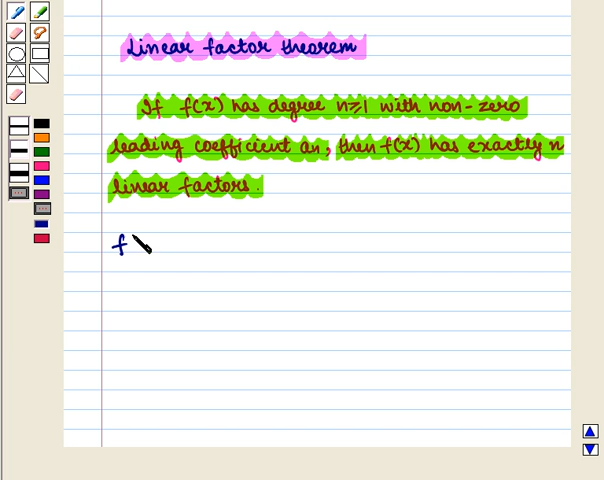 Linear factor theorem
If f(x) has degree n≥1 with non-zero
leading coefficient an, then f(x) has exactly n
linear factors.
f